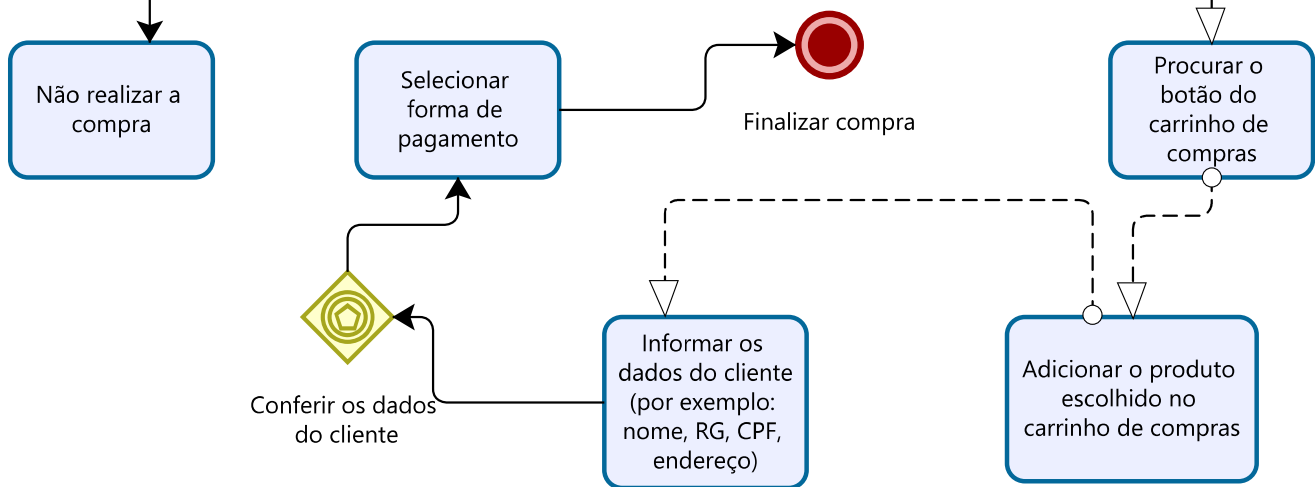 Não realizar a
compra
Selecionar
forma de
pagamento
Finalizar compra
Procurar o
botão do
carrinho de
compras
Conferir os dados
do cliente
Informar os
dados do cliente
(por exemplo:
nome, RG, CPF,
endereço)
Adicionar o produto
escolhido no
carrinho de compras